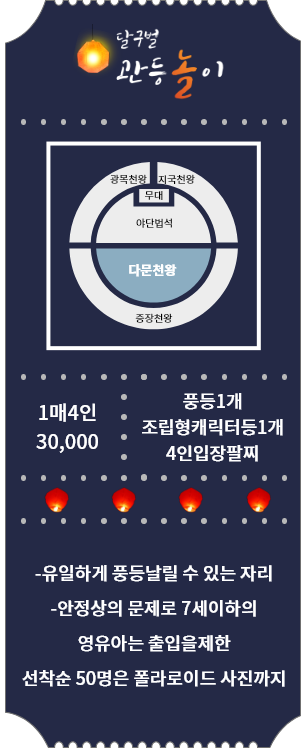 달구벌
관등놀이
광목천왕 지국천왕
무대
야단법석
다문천왕
증장천왕
1매4인
30,000
풍등1개
조립형캐릭터등1개
4인입장팔찌
-유일하게 풍등날릴 수 있는 자리
-안정상의 문제로 7세이하의
영유아는 출입을제한
선착순 50명은 폴라로이드 사진까지